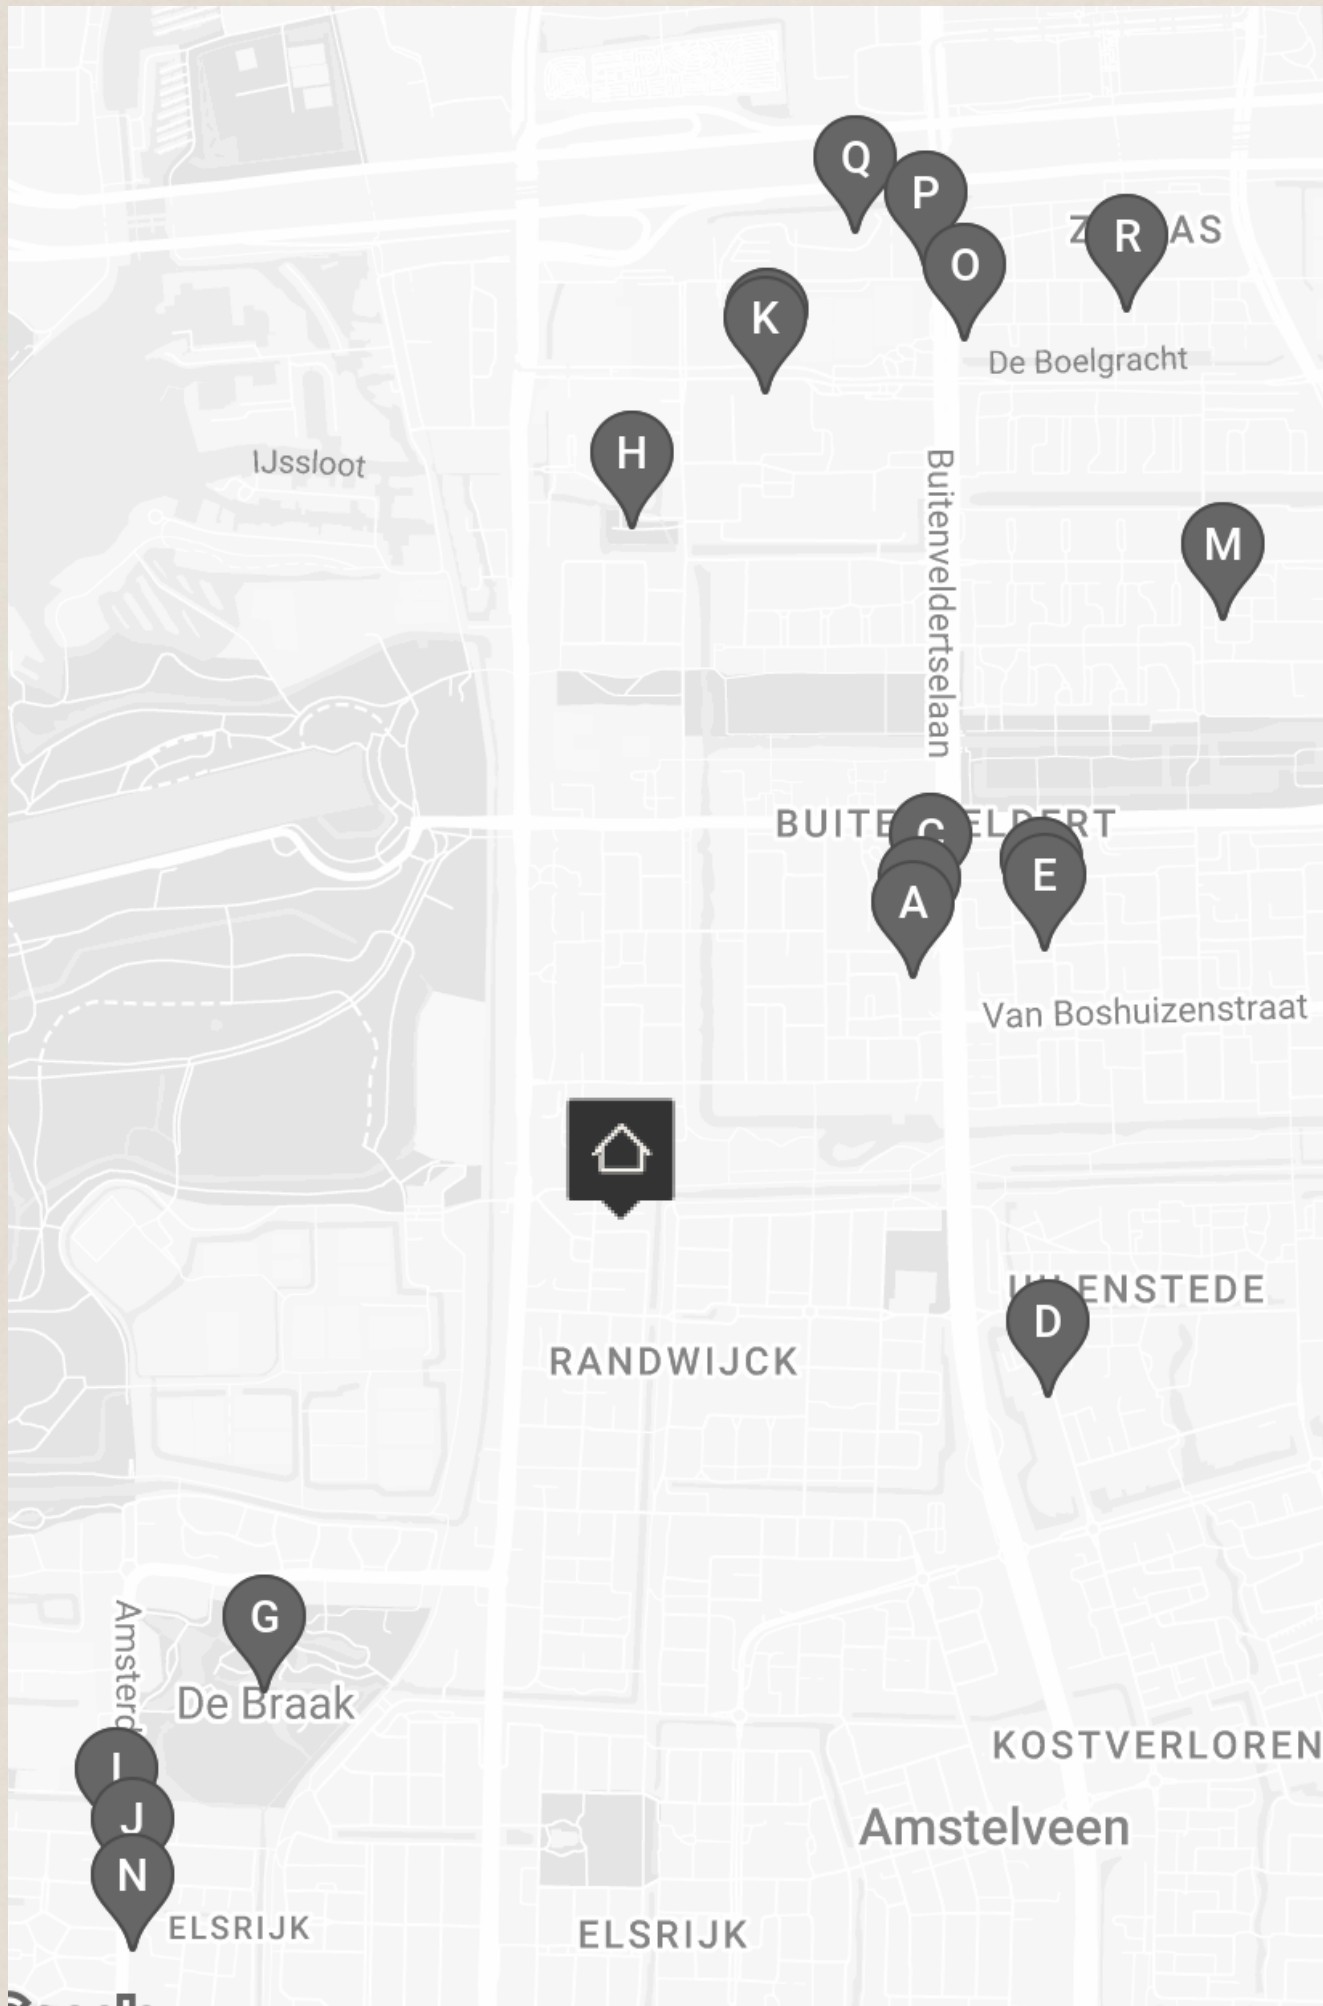 Q
P
R
O
K
De Boelgracht
H
IJssloot
Buitenveldertselaan
M
C
E
A
Van Boshuizenstraat
D
RANDWIJCK
G
De Braak
I
J
KOSTVERLOREN
Amstelveen
N
ELSRIJK
ELSRIJK